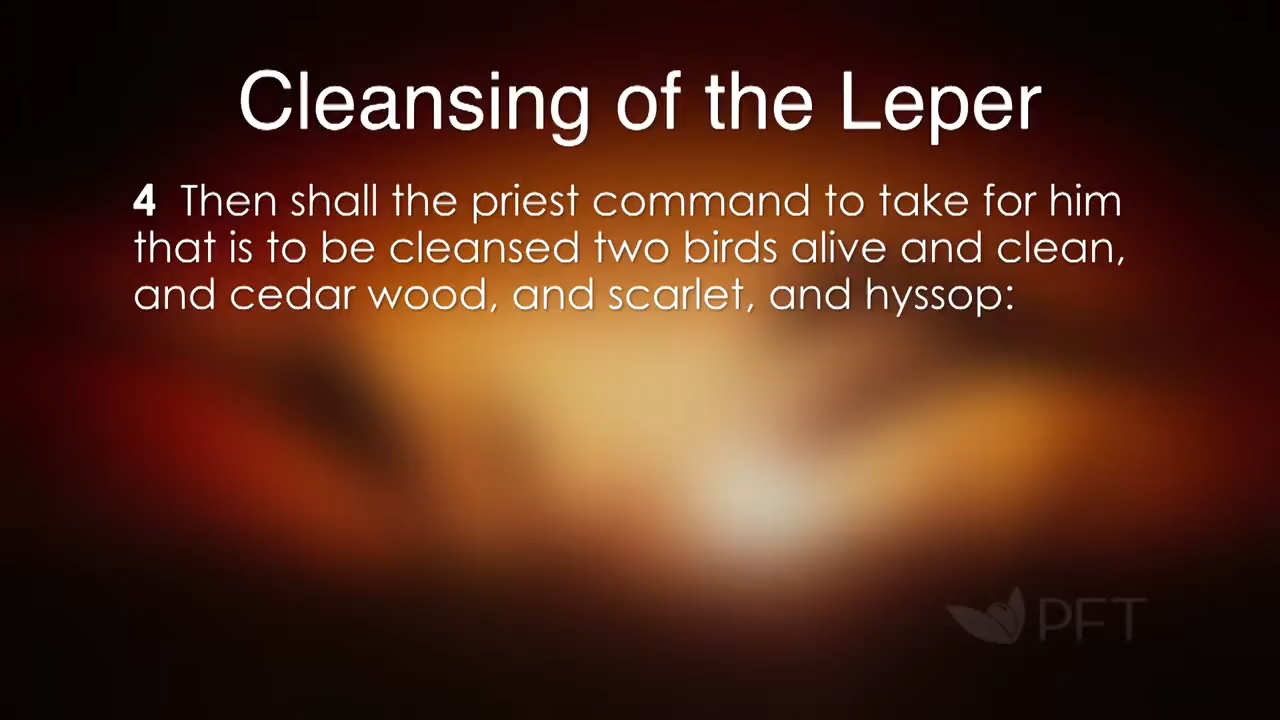 Cleansing of the Leper
4 Then shall the priest command to take for him
that is to be cleansed two birds alive and clean,
and cedar wood, and scarlet, and hyssop:
PFT